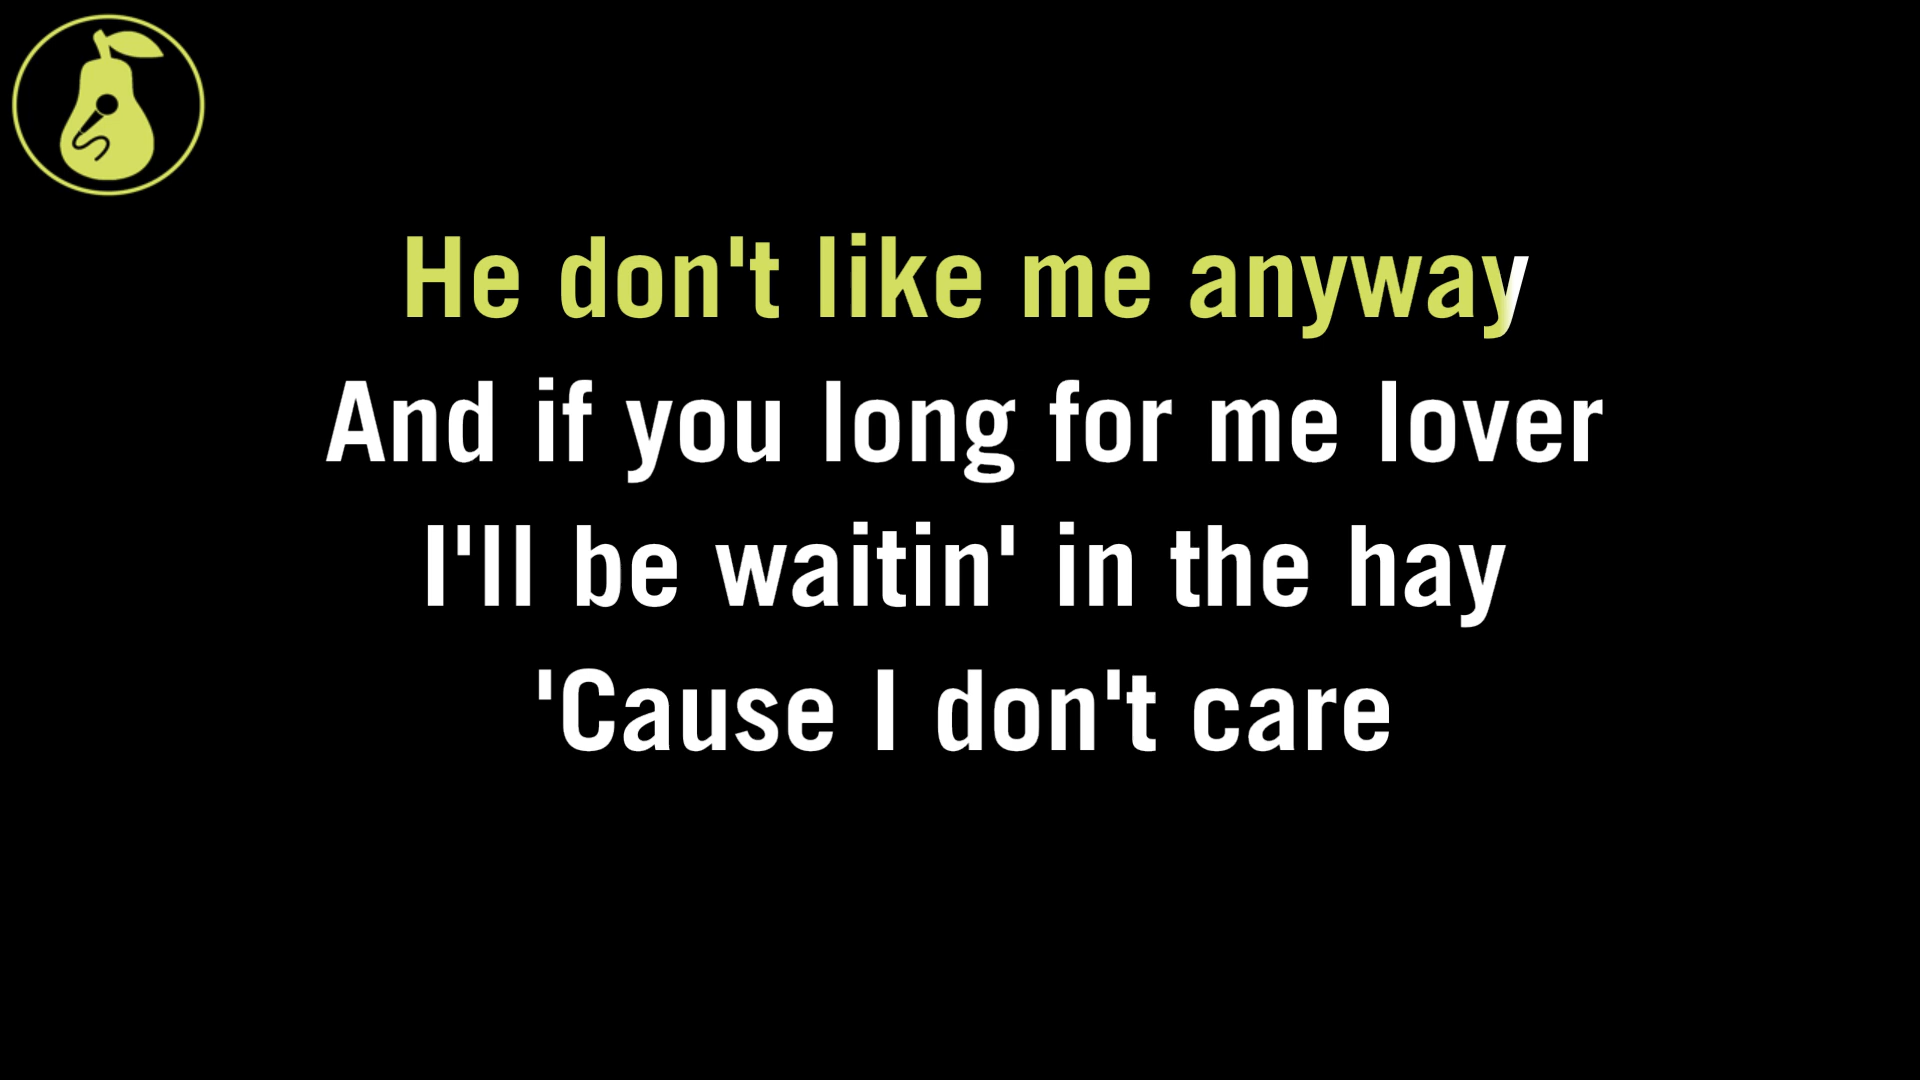 He don't like me anyway
And if you long for me lover
I'll be waitin' in the hay
'Cause I don't care